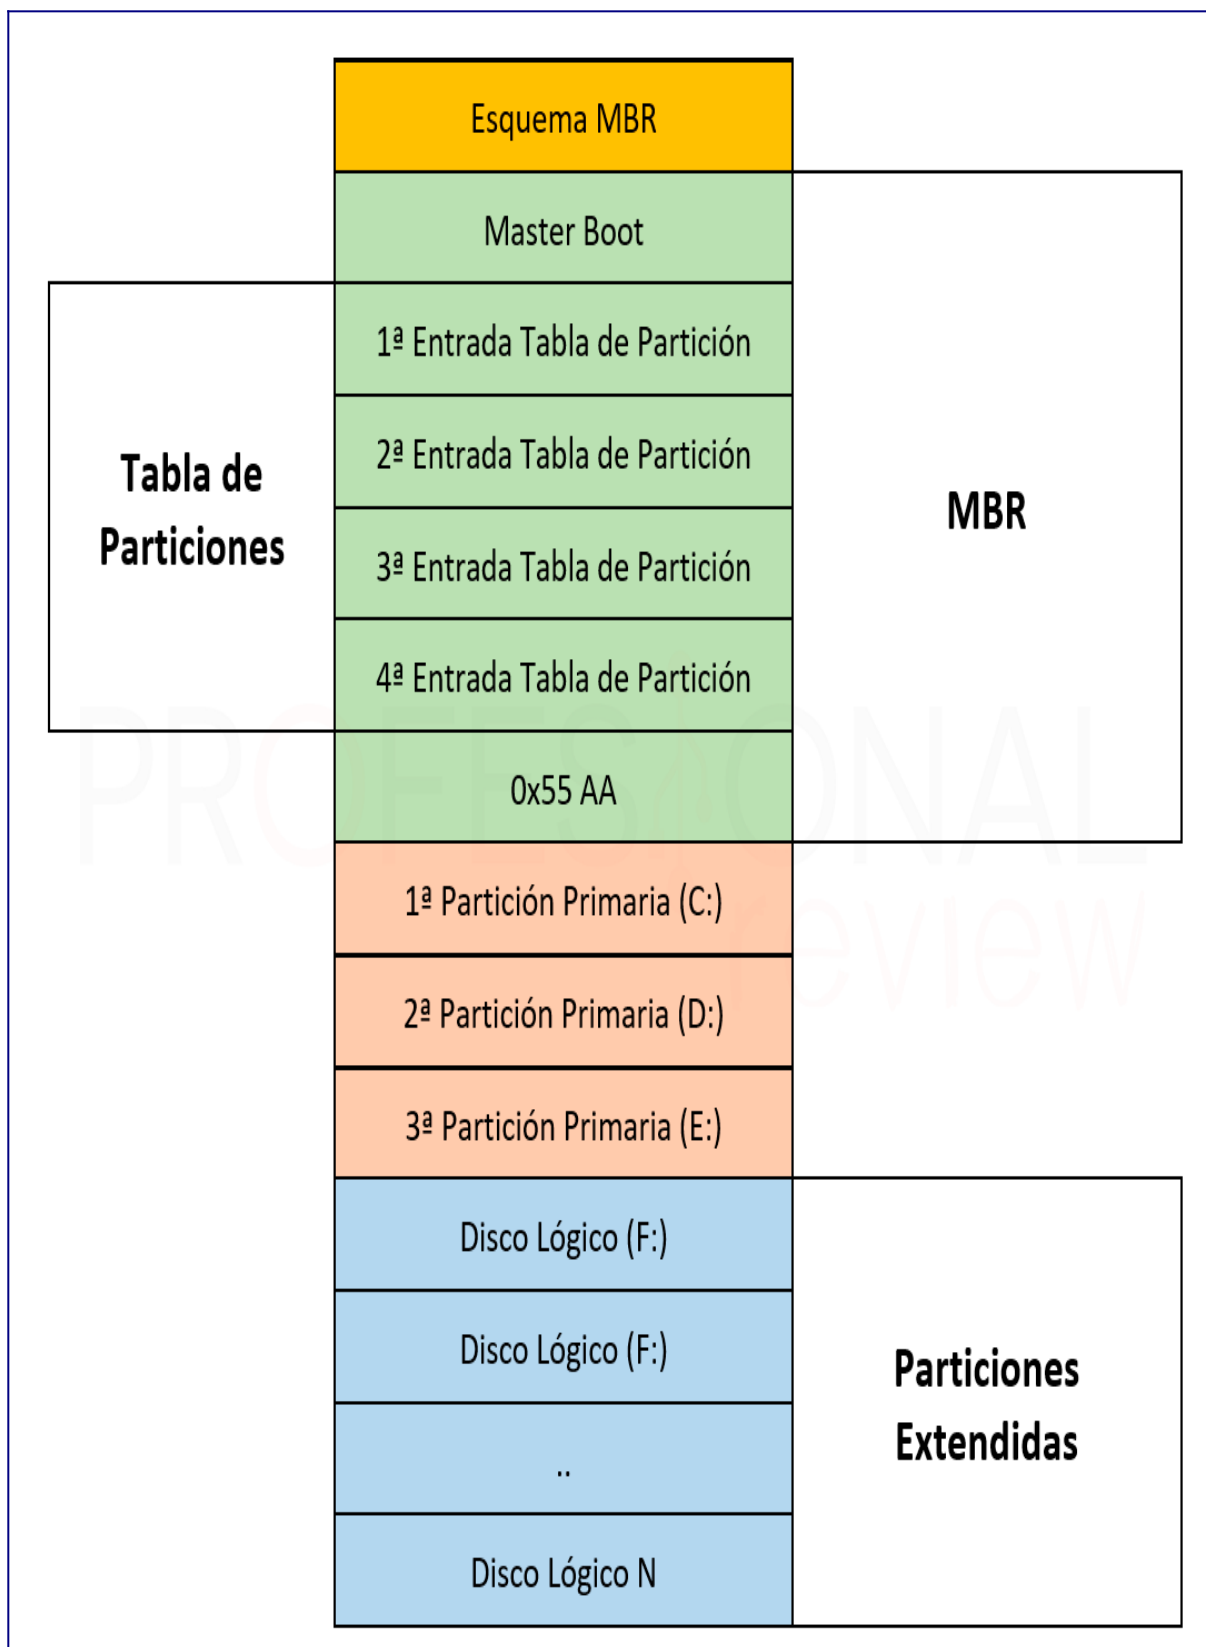 Esquema MBR
Master Boot
1ª Entrada Tabla de Partición
2ª Entrada Tabla de Partición
3ª Entrada Tabla de Partición
4ª Entrada Tabla de Partición
Tabla de
Particiones
MBR
0x55 AA
PROFESIONAL
review
1ª Partición Primaria (C:)
2ª Partición Primaria (D:)
3ª Partición Primaria (E:)
Disco Lógico (F:)
Disco Lógico (F:)
..
Disco Lógico N
Particiones
Extendidas